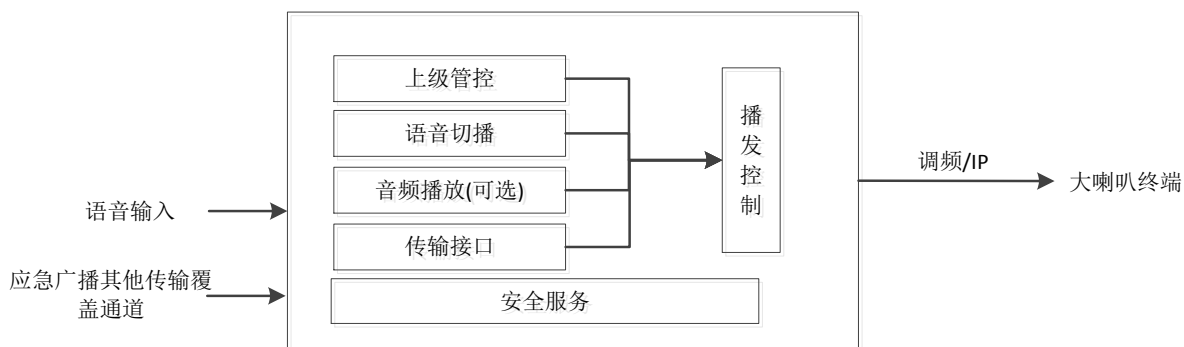 上级管控
语音切播
音频播放(可选)
传输接口
安全服务
播
发
控
制
语音输入
应急广播其他传输覆
盖通道
调频/IP
大喇叭终端